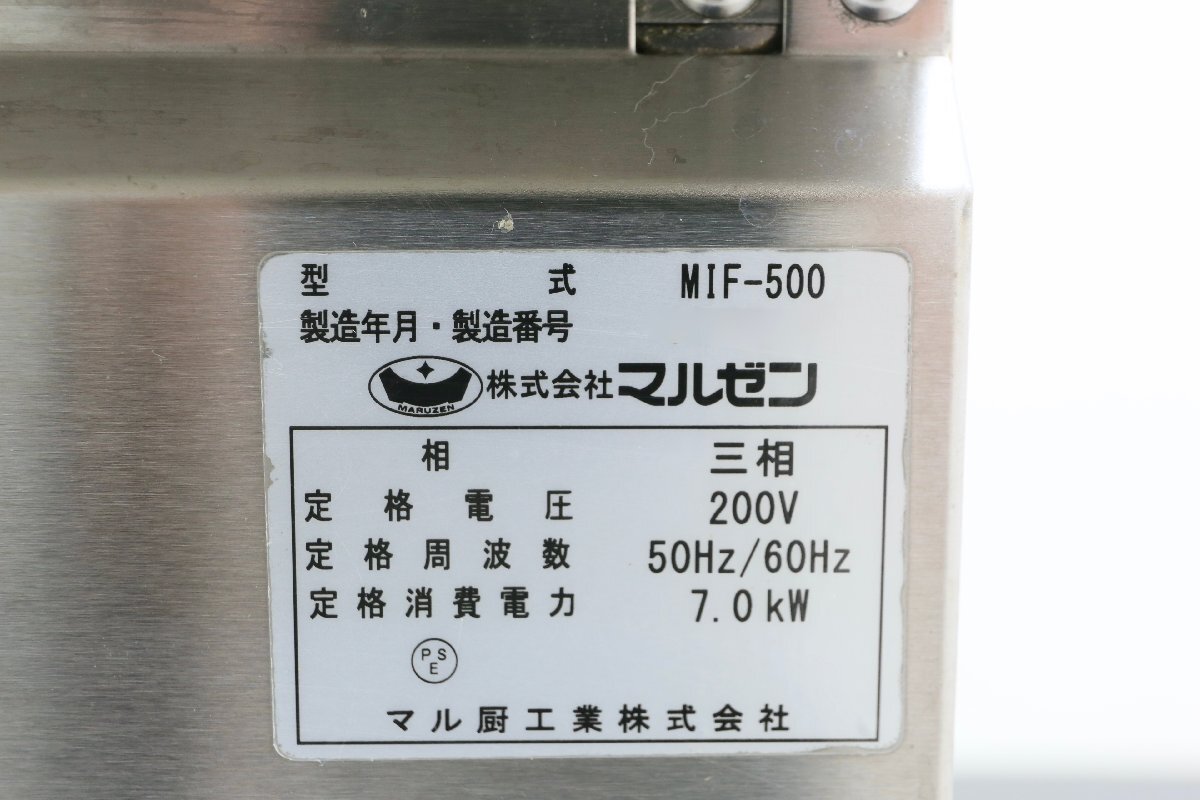 型式 MIF-500
製造年月・製造番号
MARUZEN 株式会社マルゼン
相 三相
定格電圧 200V
定格周波数 50Hz/60Hz
定格消費電力 7.0kW
PSE
マル厨工業株式会社